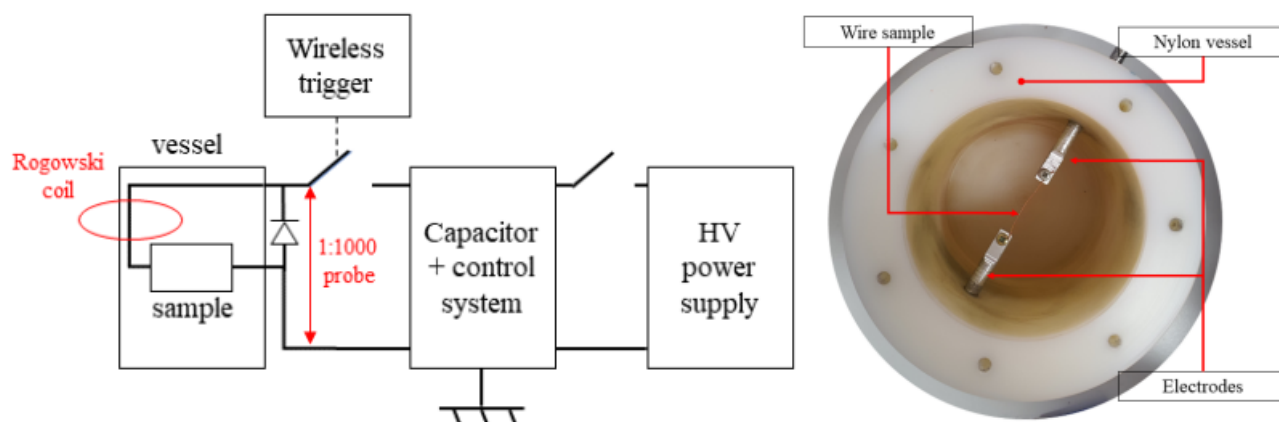 Wireless
trigger
vessel
Rogowski
coil
1:1000
probe
sample
Capacitor
+ control
system
HV
power
supply
Wire sample
Nylon vessel
Electrodes